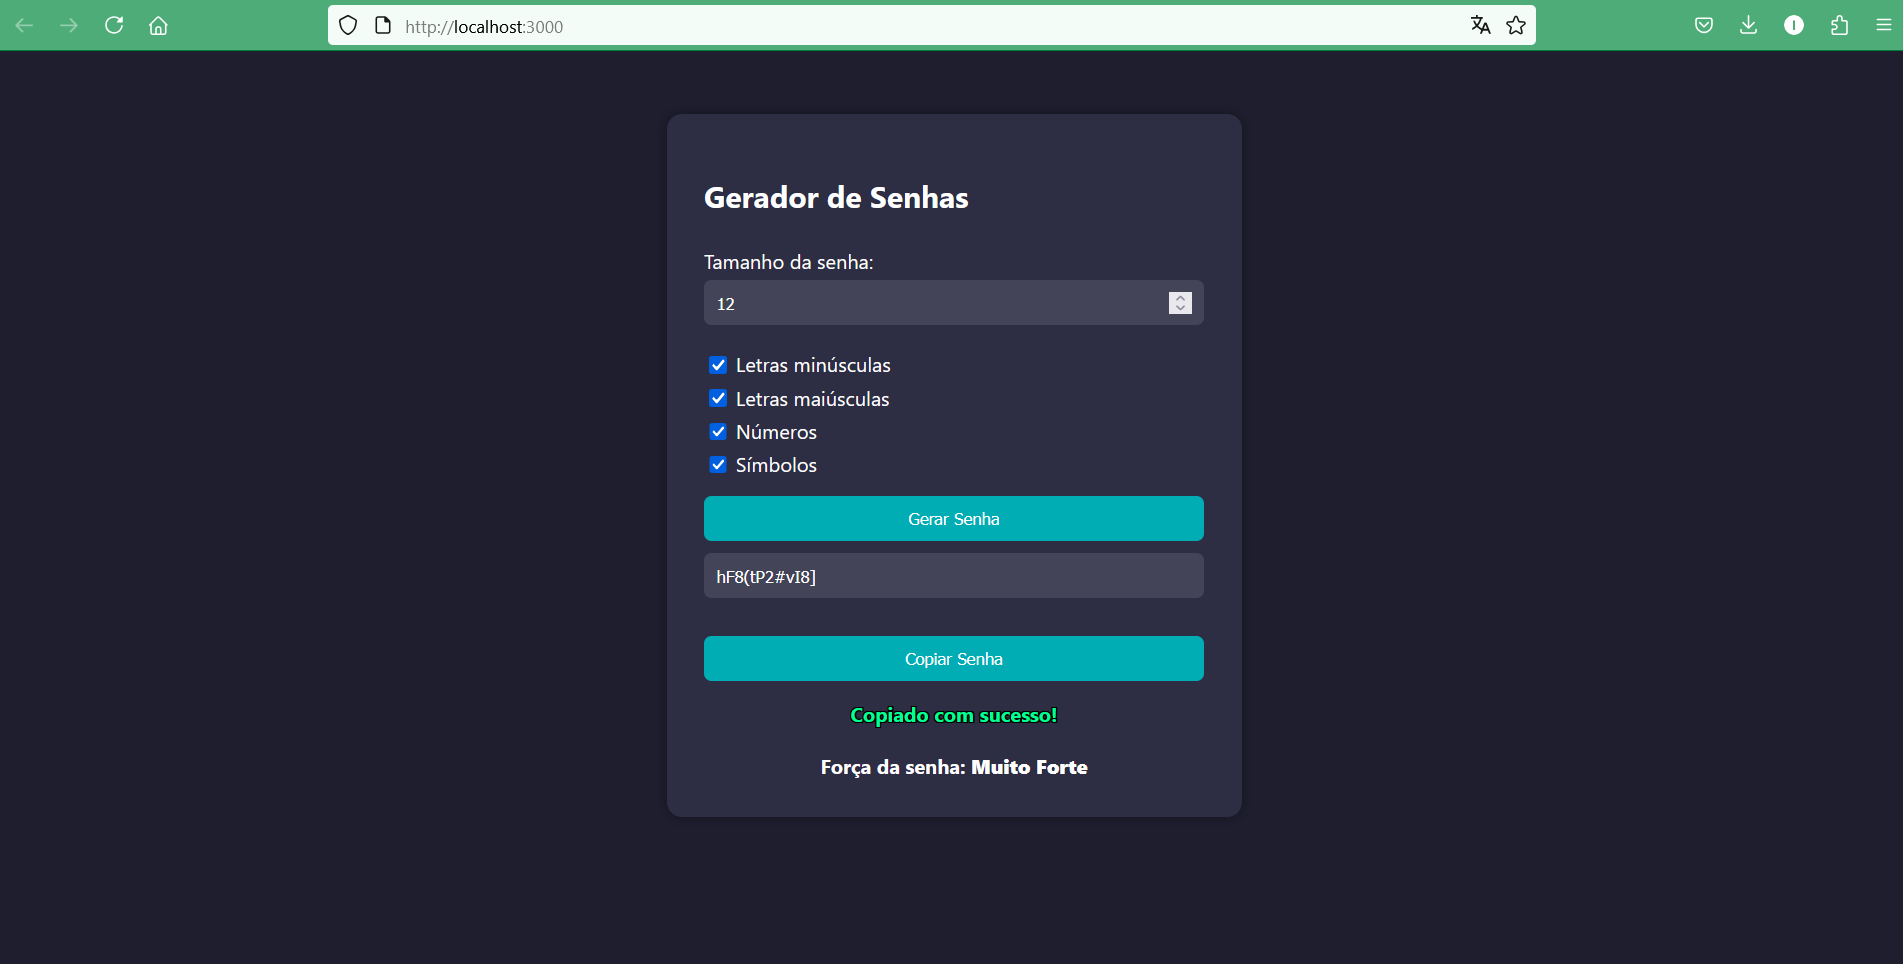 http://localhost:3000
Gerador de Senhas
Tamanho da senha:
12
Letras minúsculas
Letras maiúsculas
Números
Símbolos
Gerar Senha
hF8(tP2#vI8]
Copiar Senha
Copiado com sucesso!
Força da senha: Muito Forte